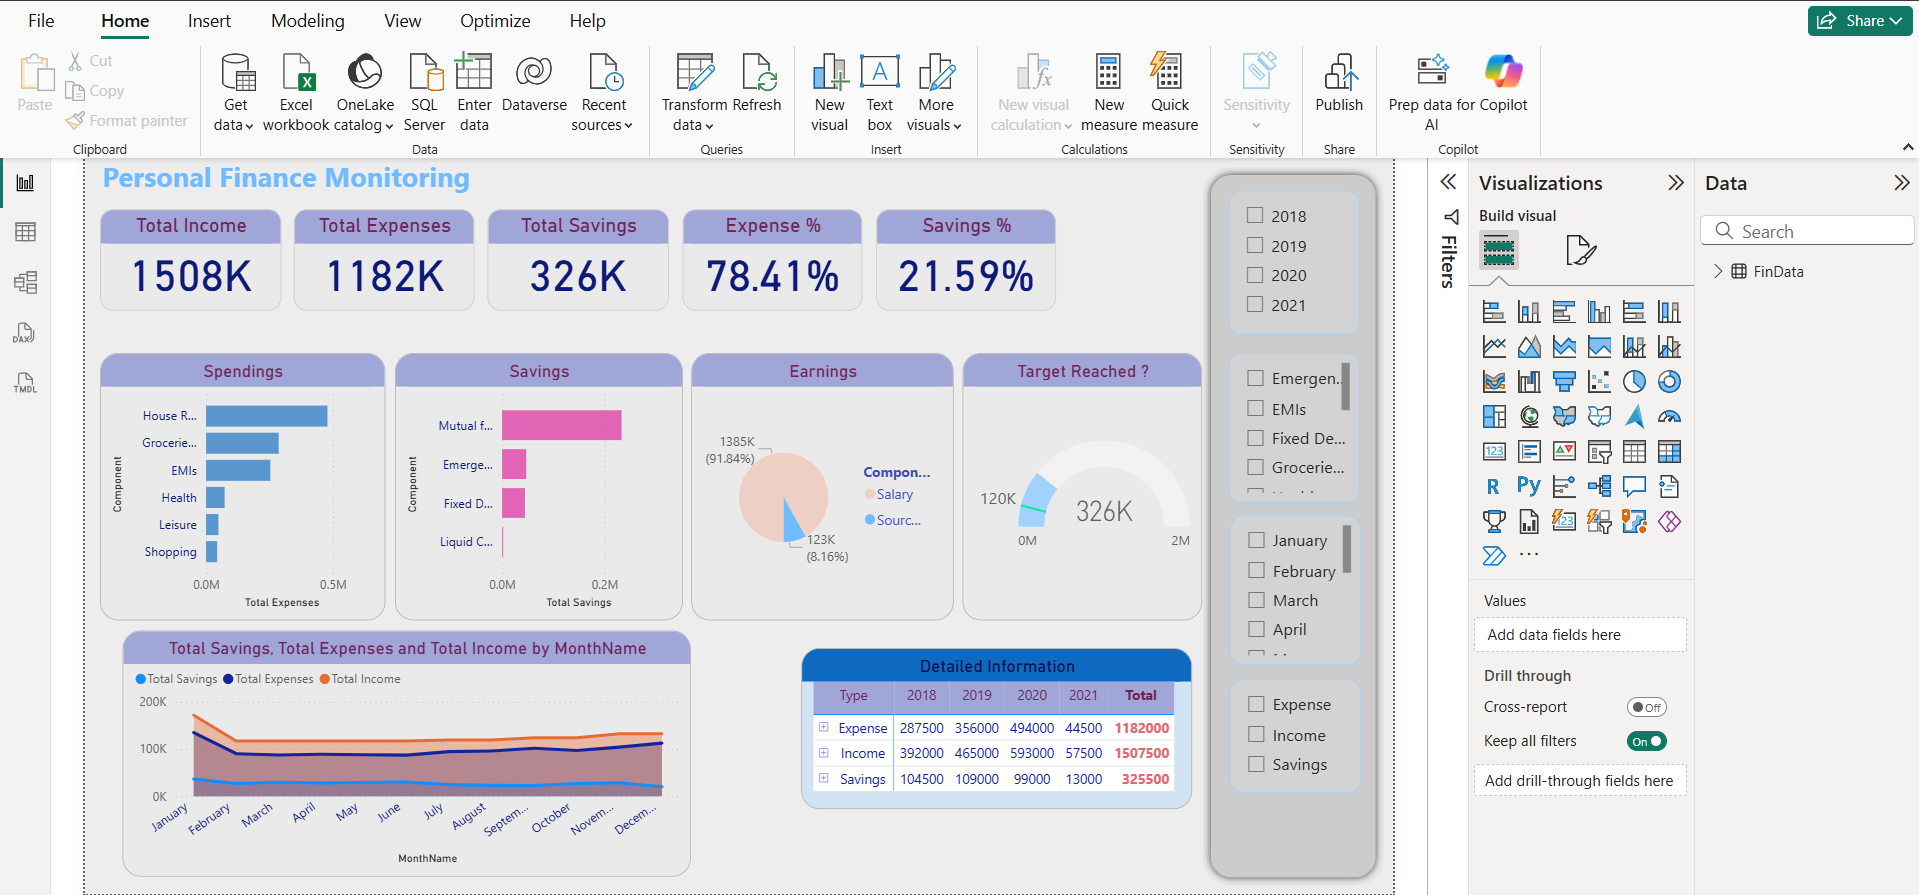 File Home Insert Modeling View Optimize Help Share
Paste
Cut
Copy
Format painter
Clipboard
Get data
Excel workbook
OneLake catalog
SQL Server
Enter data
Dataverse
Recent sources
Data
Transform data
Refresh
Queries
New visual
Text box
More visuals
Insert
New visual calculation
New measure
Quick measure
Calculations
Sensitivity
Sensitivity
Publish
Share
Prep data for AI
Copilot
Copilot
DAX
TMDL
Personal Finance Monitoring
Total Income
1508K
Total Expenses
1182K
Total Savings
326K
Expense %
78.41%
Savings %
21.59%
Spendings
Component
House R...
Grocerie...
EMIs
Health
Leisure
Shopping
0.0M 0.5M
Total Expenses
Savings
Component
Mutual f...
Emerge...
Fixed D...
Liquid C...
0.0M 0.2M
Total Savings
Earnings
1385K
(91.84%)
123K
(8.16%)
Compon...
Salary
Sourc...
Target Reached ?
120K
326K
0M 2M
Total Savings, Total Expenses and Total Income by MonthName
Total Savings Total Expenses Total Income
200K
100K
0K
January February March April May June July August Septem... October Novem... Decem...
MonthName
Detailed Information
Type 2018 2019 2020 2021 Total
Expense 287500 356000 494000 44500 1182000
Income 392000 465000 593000 57500 1507500
Savings 104500 109000 99000 13000 325500
2018
2019
2020
2021
Emergen...
EMIs
Fixed De...
Grocerie...
January
February
March
April
Expense
Income
Savings
Filters
Visualizations
Build visual
123
R Py
123
...
Values
Add data fields here
Drill through
Cross-report Off
Keep all filters On
Add drill-through fields here
Data
Search
FinData